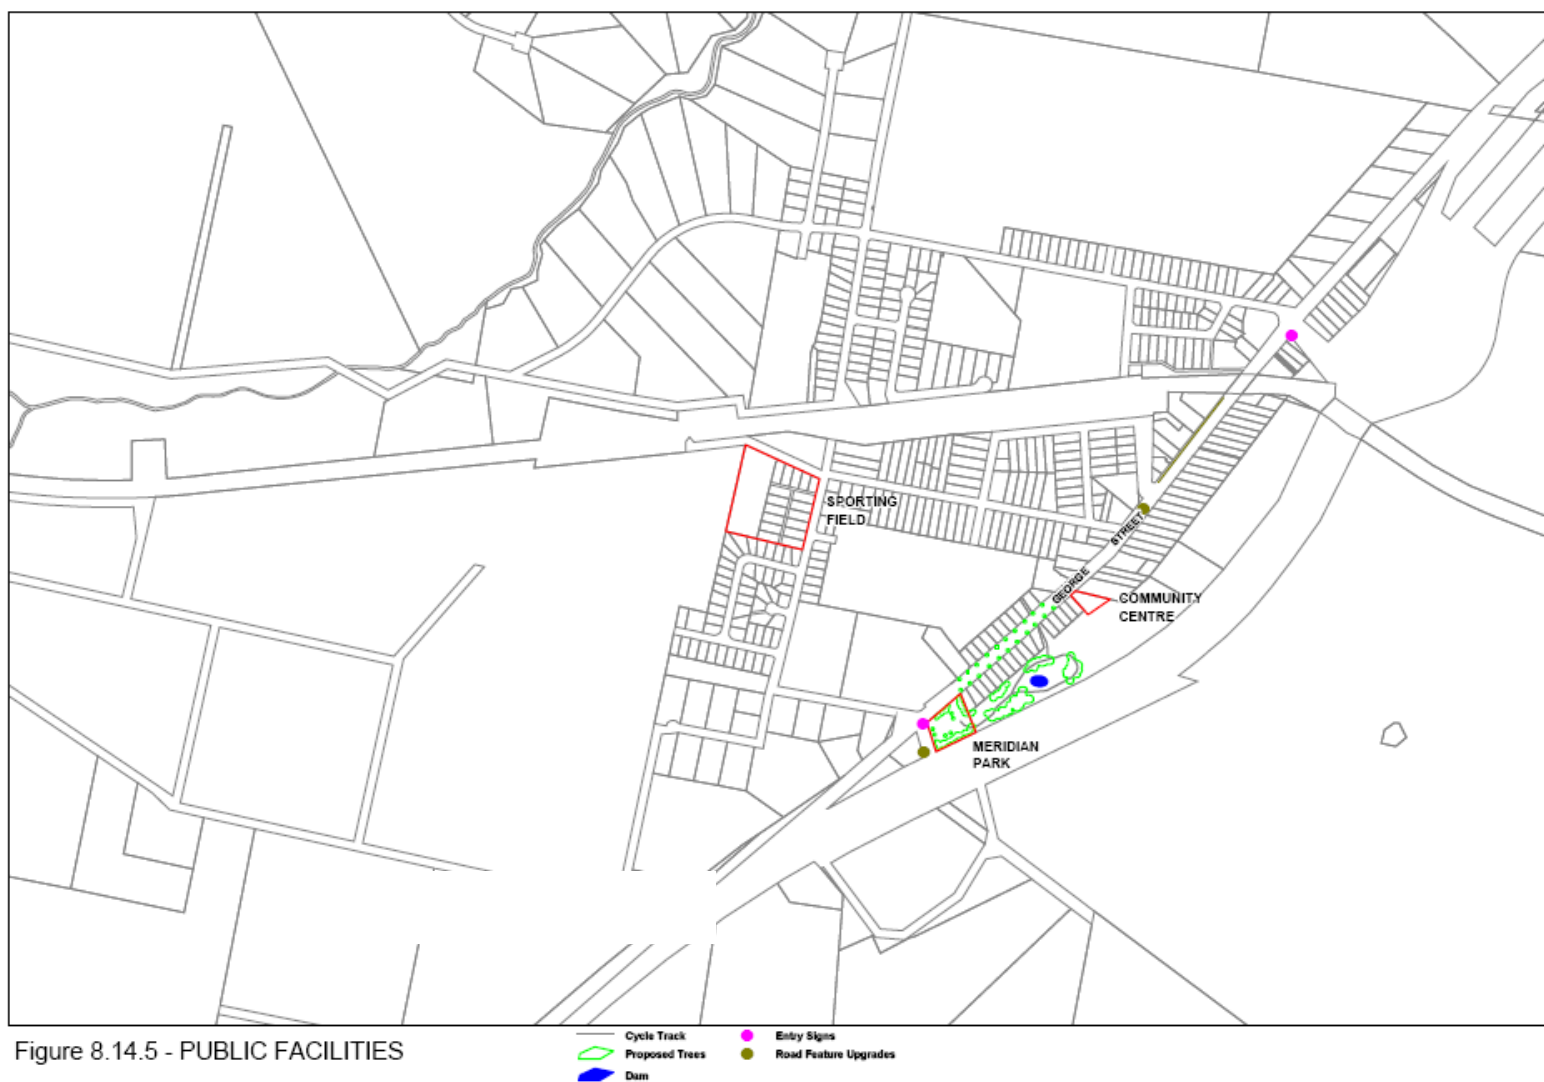 SPORTING
FIELD
STREET
GEORGE
COMMUNITY
CENTRE
MERIDIAN
PARK
Figure 8.14.5 - PUBLIC FACILITIES
Cycle Track
Proposed Trees
Dam
Entry Signs
Road Feature Upgrades